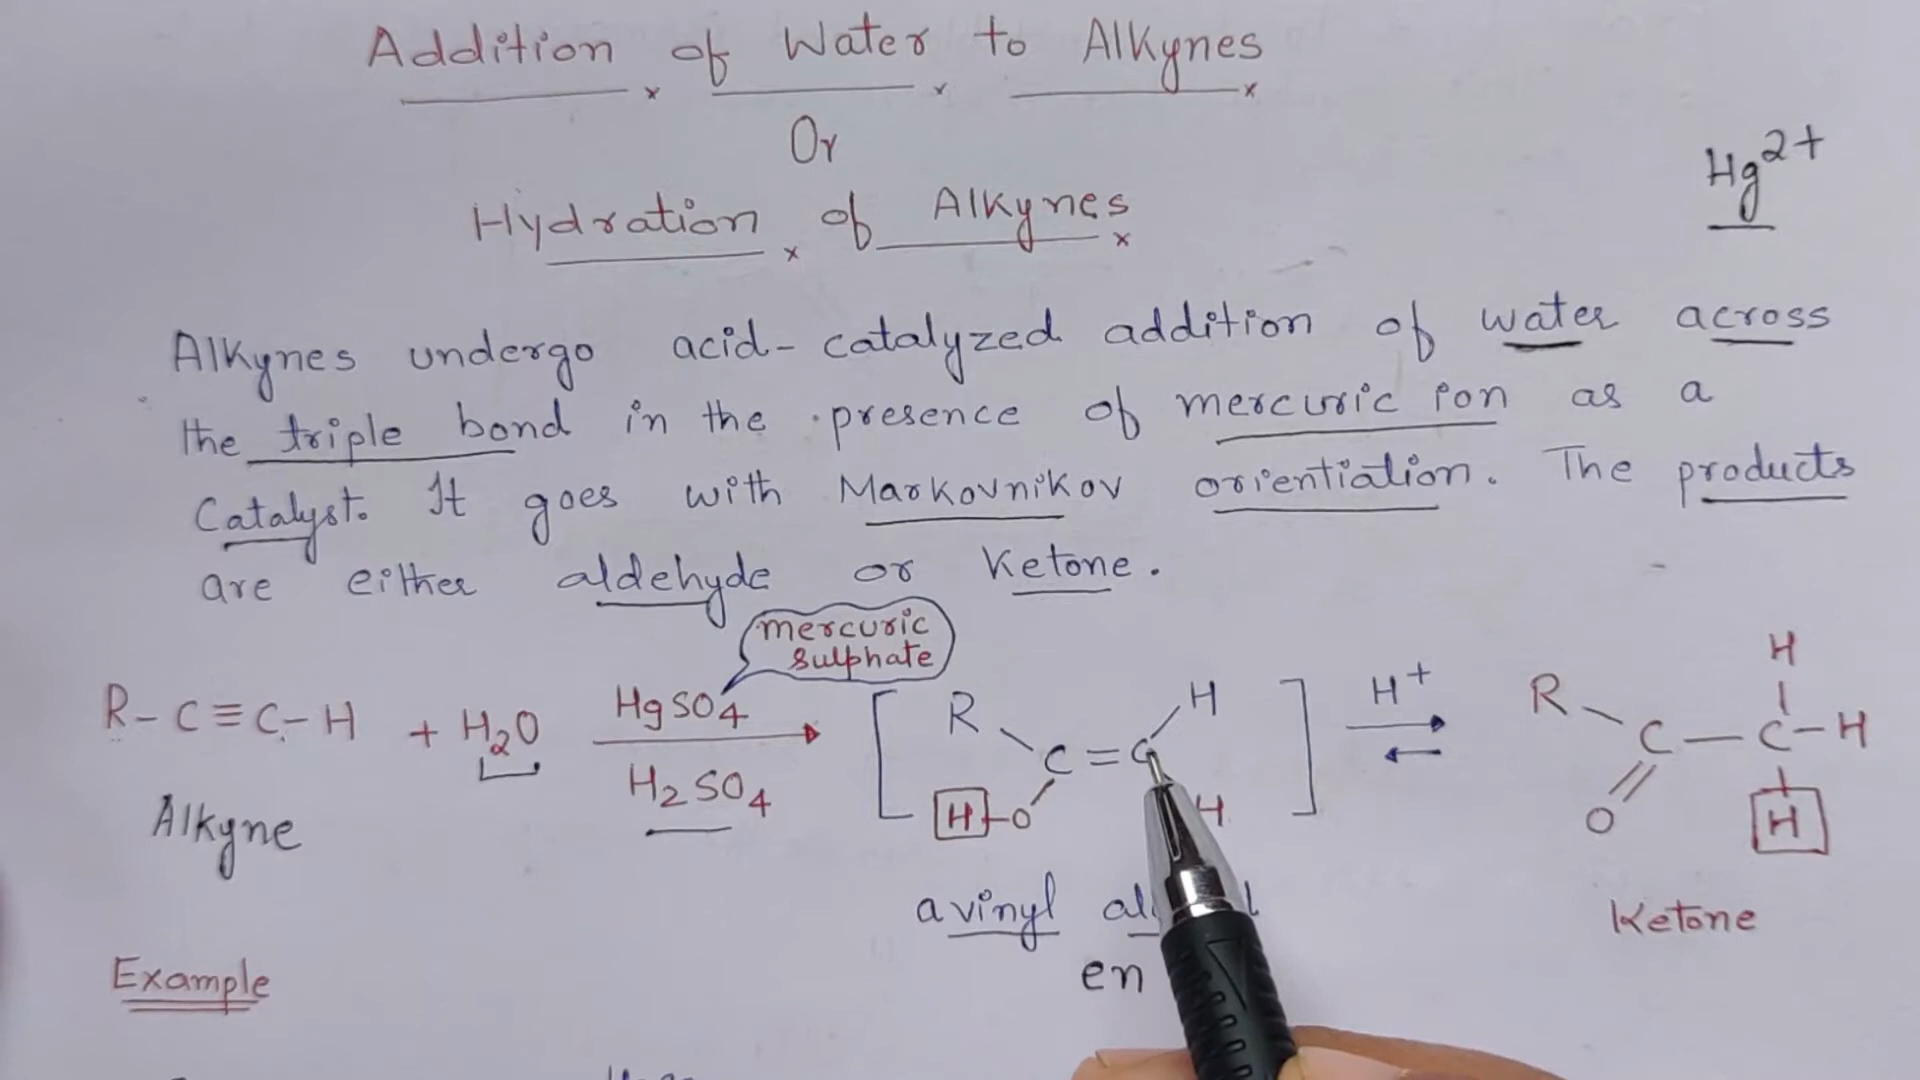 Addition of Water to Alkynes
Or
Hydration of Alkynes
Hg2+
Alkynes undergo acid-catalyzed addition of water across
the triple bond in the presence of mercuric ion as a
Catalyst. It goes with Markovnikov orientiation. The products
are either aldehyde or Ketone.
mercuric
sulphate
R-C≡C-H + H2O
HgSO4
H2SO4
Alkyne
R
H
C=C
H-O
H
a vinyl
en
H+
H
R
C-C-H
O
H
Ketone
Example